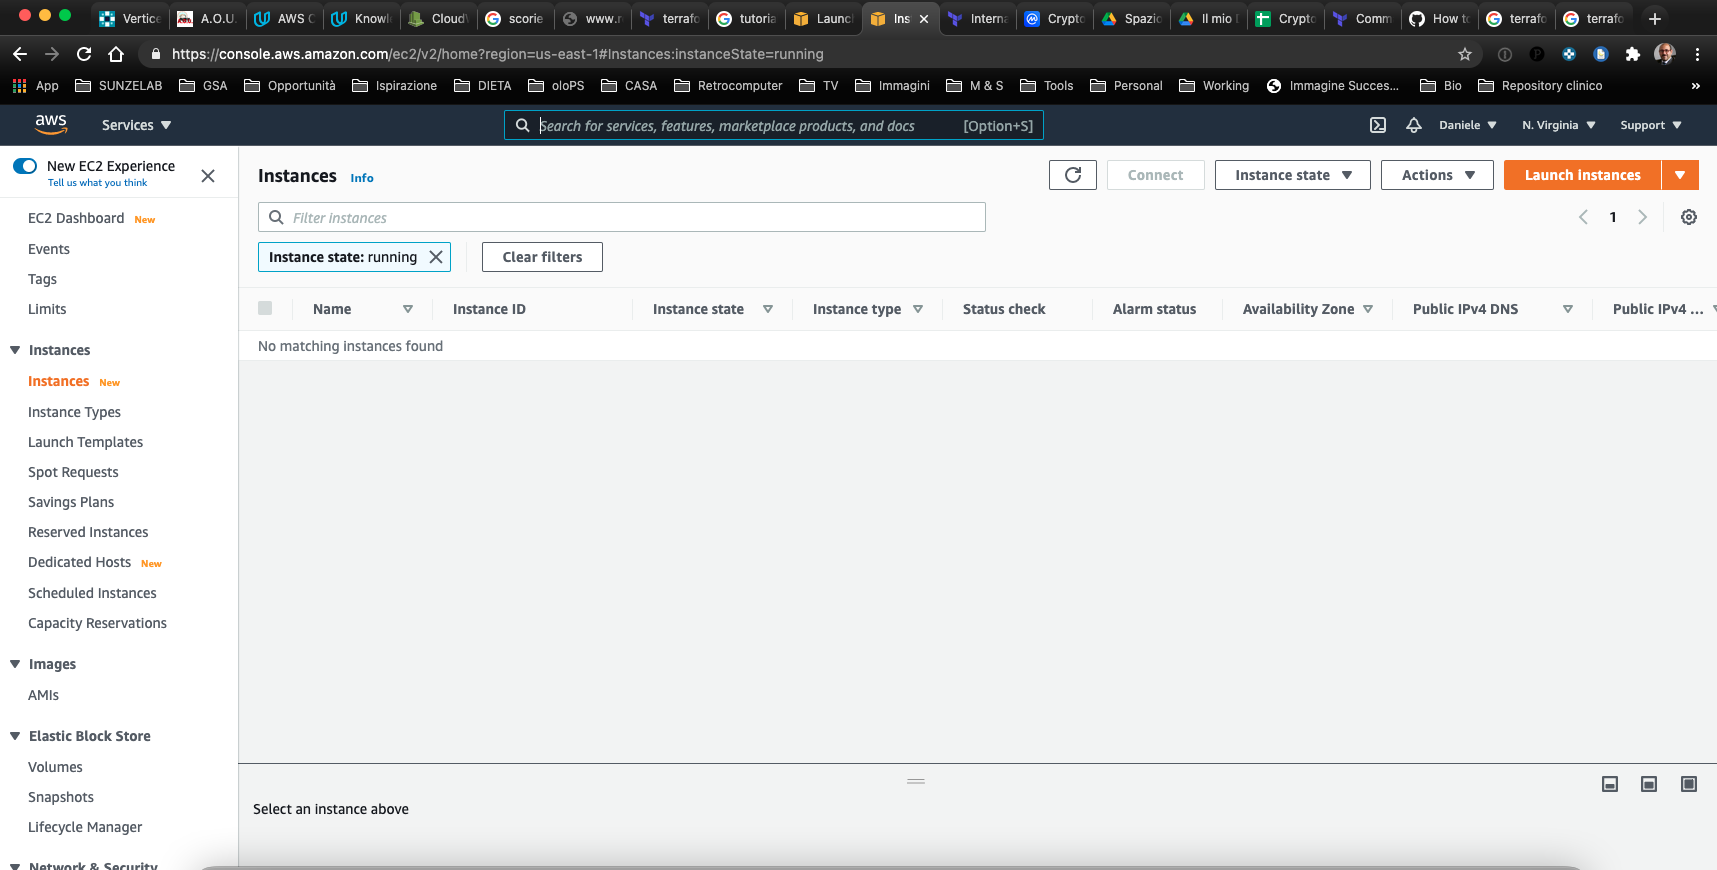 Vertice
A.O.U.
AWS C
Knowl
Cloud
scorie
www.r
terrafo
tutoria
Launcl
Ins
Interna
Crypto
Spazio
Il mio
Crypto
Comm
How to
terrafo
terrafo
https://console.aws.amazon.com/ec2/v2/home?region=us-east-1#Instances:instanceState=running
App
SUNZELAB
GSA
Opportunità
Ispirazione
DIETA
oloPS
CASA
Retrocomputer
TV
Immagini
M & S
Tools
Personal
Working
Immagine Succes...
Bio
Repository clinico
»
aws
Services
Search for services, features, marketplace products, and docs
[Option+S]
Daniele
N. Virginia
Support
New EC2 Experience
Tell us what you think
EC2 Dashboard New
Events
Tags
Limits
Instances
Instances New
Instance Types
Launch Templates
Spot Requests
Savings Plans
Reserved Instances
Dedicated Hosts New
Scheduled Instances
Capacity Reservations
Images
AMIs
Elastic Block Store
Volumes
Snapshots
Lifecycle Manager
Network & Security
Instances Info
Connect
Instance state
Actions
Launch instances
Filter instances
1
Instance state: running
Clear filters
Name
Instance ID
Instance state
Instance type
Status check
Alarm status
Availability Zone
Public IPv4 DNS
Public IPv4 ...
No matching instances found
Select an instance above